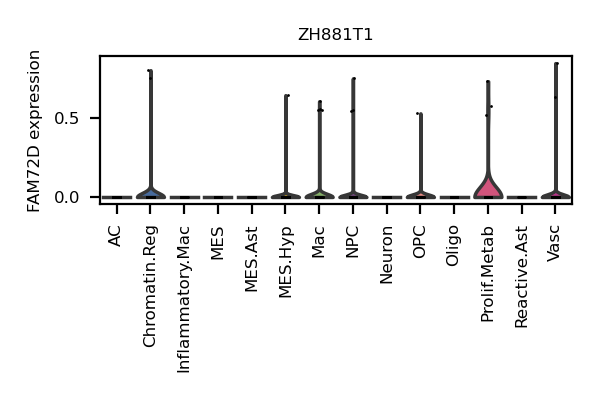 ZH881T1
FAM72D expression
0.5
0.0
AC
Chromatin.Reg
Inflammatory.Mac
MES
MES.Ast
MES.Hyp
Mac
NPC
Neuron
OPC
Oligo
Prolif.Metab
Reactive.Ast
Vasc